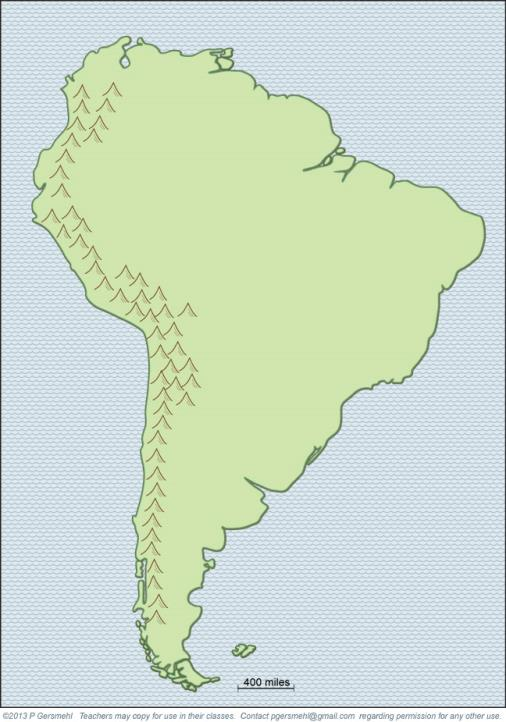 400 miles
©2013 P Gersmehl Teachers may copy for use in their classes. Contact pgersmehl@gmail.com regarding permission for any other use.